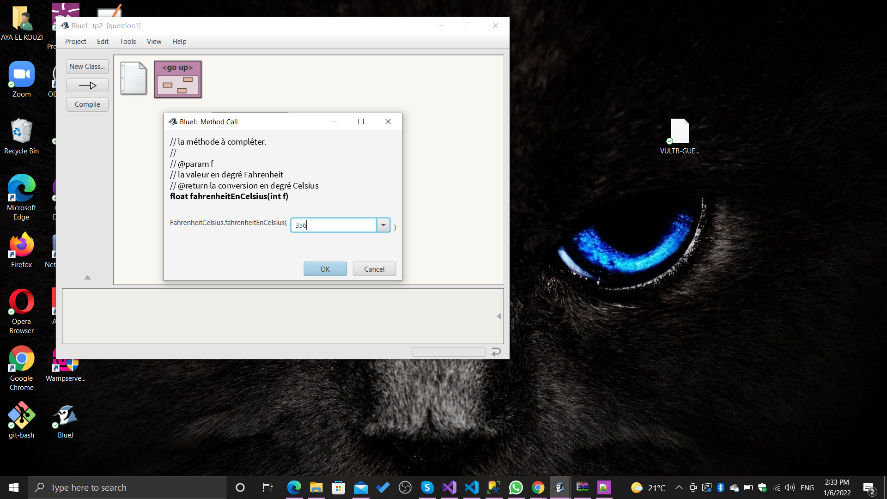 AYA EL KOUZI
Zoom
Recycle Bin
Microsoft
Edge
Firefox
Opera
Browser
Google
Chrome
Wampserve...
git-bash
BlueJ
BlueJ: tp2 [question1]
Project Edit Tools View Help
New Class...
Compile
<go up>
BlueJ: Method Call
// la méthode à compléter.
//
// @param f
// la valeur en degré Fahrenheit
// @return la conversion en degré Celsius
float fahrenheitEnCelsius(int f)
FahrenheitCelsius.fahrenheitEnCelsius( 356 )
OK Cancel
VULTR-GUE...
Type here to search
21°C
ENG
2:33 PM
1/6/2022
2